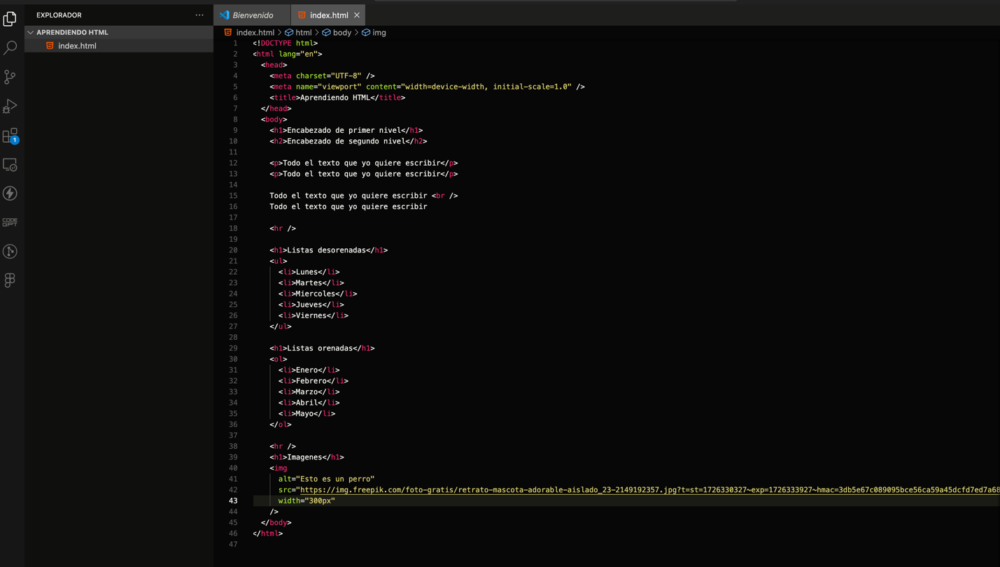 EXPLORADOR ...
APRENDIENDO HTML
index.html
1
CODE
GPT
Bienvenido
index.html
index.html > html > body > img
1 <!DOCTYPE html>
2 <html lang="en">
3 <head>
4 <meta charset="UTF-8" />
5 <meta name="viewport" content="width=device-width, initial-scale=1.0" />
6 <title>Aprendiendo HTML</title>
7 </head>
8 <body>
9 <h1>Encabezado de primer nivel</h1>
10 <h2>Encabezado de segundo nivel</h2>
11
12 <p>Todo el texto que yo quiere escribir</p>
13 <p>Todo el texto que yo quiere escribir</p>
14
15 Todo el texto que yo quiere escribir <br />
16 Todo el texto que yo quiere escribir
17
18 <hr />
19
20 <h1>Listas desorenadas</h1>
21 <ul>
22 <li>Lunes</li>
23 <li>Martes</li>
24 <li>Miercoles</li>
25 <li>Jueves</li>
26 <li>Viernes</li>
27 </ul>
28
29 <h1>Listas orenadas</h1>
30 <ol>
31 <li>Enero</li>
32 <li>Febrero</li>
33 <li>Marzo</li>
34 <li>Abril</li>
35 <li>Mayo</li>
36 </ol>
37
38 <hr />
39 <h1>Imagenes</h1>
40 <img
41 alt="Esto es un perro"
42 src="https://img.freepik.com/foto-gratis/retrato-mascota-adorable-aislado_23-2149192357.jpg?t=st=1726330327~exp=1726333927~hmac=3db5e67c089095bce56ca59a45dcfd7ed7a68
43 width="300px"
44 />
45 </body>
46 </html>
47